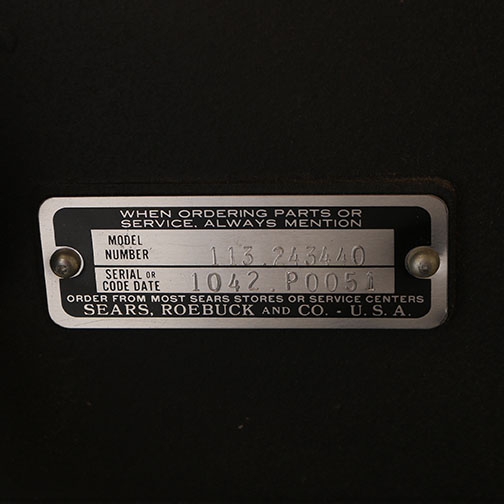 WHEN ORDERING PARTS OR
SERVICE, ALWAYS MENTION
MODEL
NUMBER 113.243440
SERIAL OR
CODE DATE 1042.P0051
ORDER FROM MOST SEARS STORES OR SERVICE CENTERS
SEARS, ROEBUCK AND CO. - U.S.A.